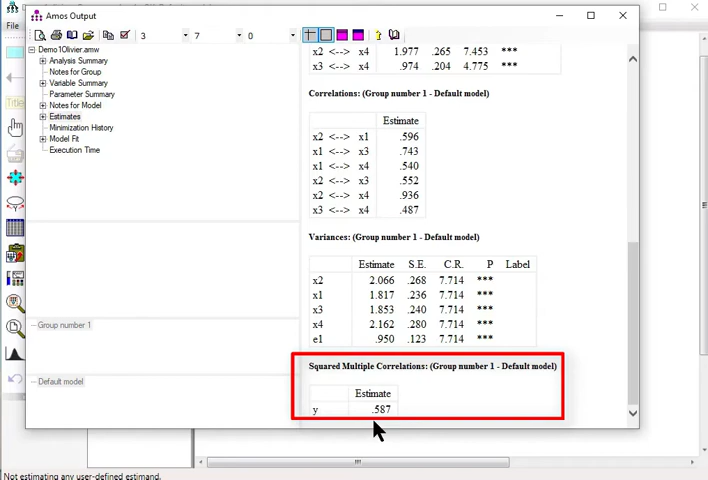 File
Title
Amos Output
3 7 0
Demo1Olivier.amw
Analysis Summary
Notes for Group
Variable Summary
Parameter Summary
Notes for Model
Estimates
Minimization History
Model Fit
Execution Time
Group number 1
Default model
x2 <--> x4 1.977 .265 7.453 ***
x3 <--> x4 .974 .204 4.775 ***
Correlations: (Group number 1 - Default model)
Estimate
x2 <--> x1 .596
x1 <--> x3 .743
x1 <--> x4 .540
x2 <--> x3 .552
x2 <--> x4 .936
x3 <--> x4 .487
Variances: (Group number 1 - Default model)
Estimate S.E. C.R. P Label
x2 2.066 .268 7.714 ***
x1 1.817 .236 7.714 ***
x3 1.853 .240 7.714 ***
x4 2.162 .280 7.714 ***
e1 .950 .123 7.714 ***
Squared Multiple Correlations: (Group number 1 - Default model)
Estimate
y .587
Not estimating any user-defined estimand.